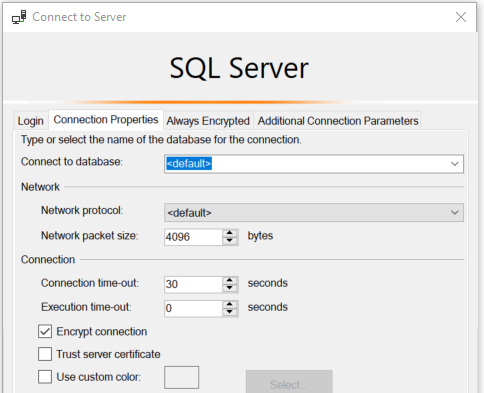 Connect to Server
SQL Server
Login Connection Properties Always Encrypted Additional Connection Parameters
Type or select the name of the database for the connection.
Connect to database: <default>
Network
Network protocol: <default>
Network packet size: 4096 bytes
Connection
Connection time-out: 30 seconds
Execution time-out: 0 seconds
Encrypt connection
Trust server certificate
Use custom color:
Select...